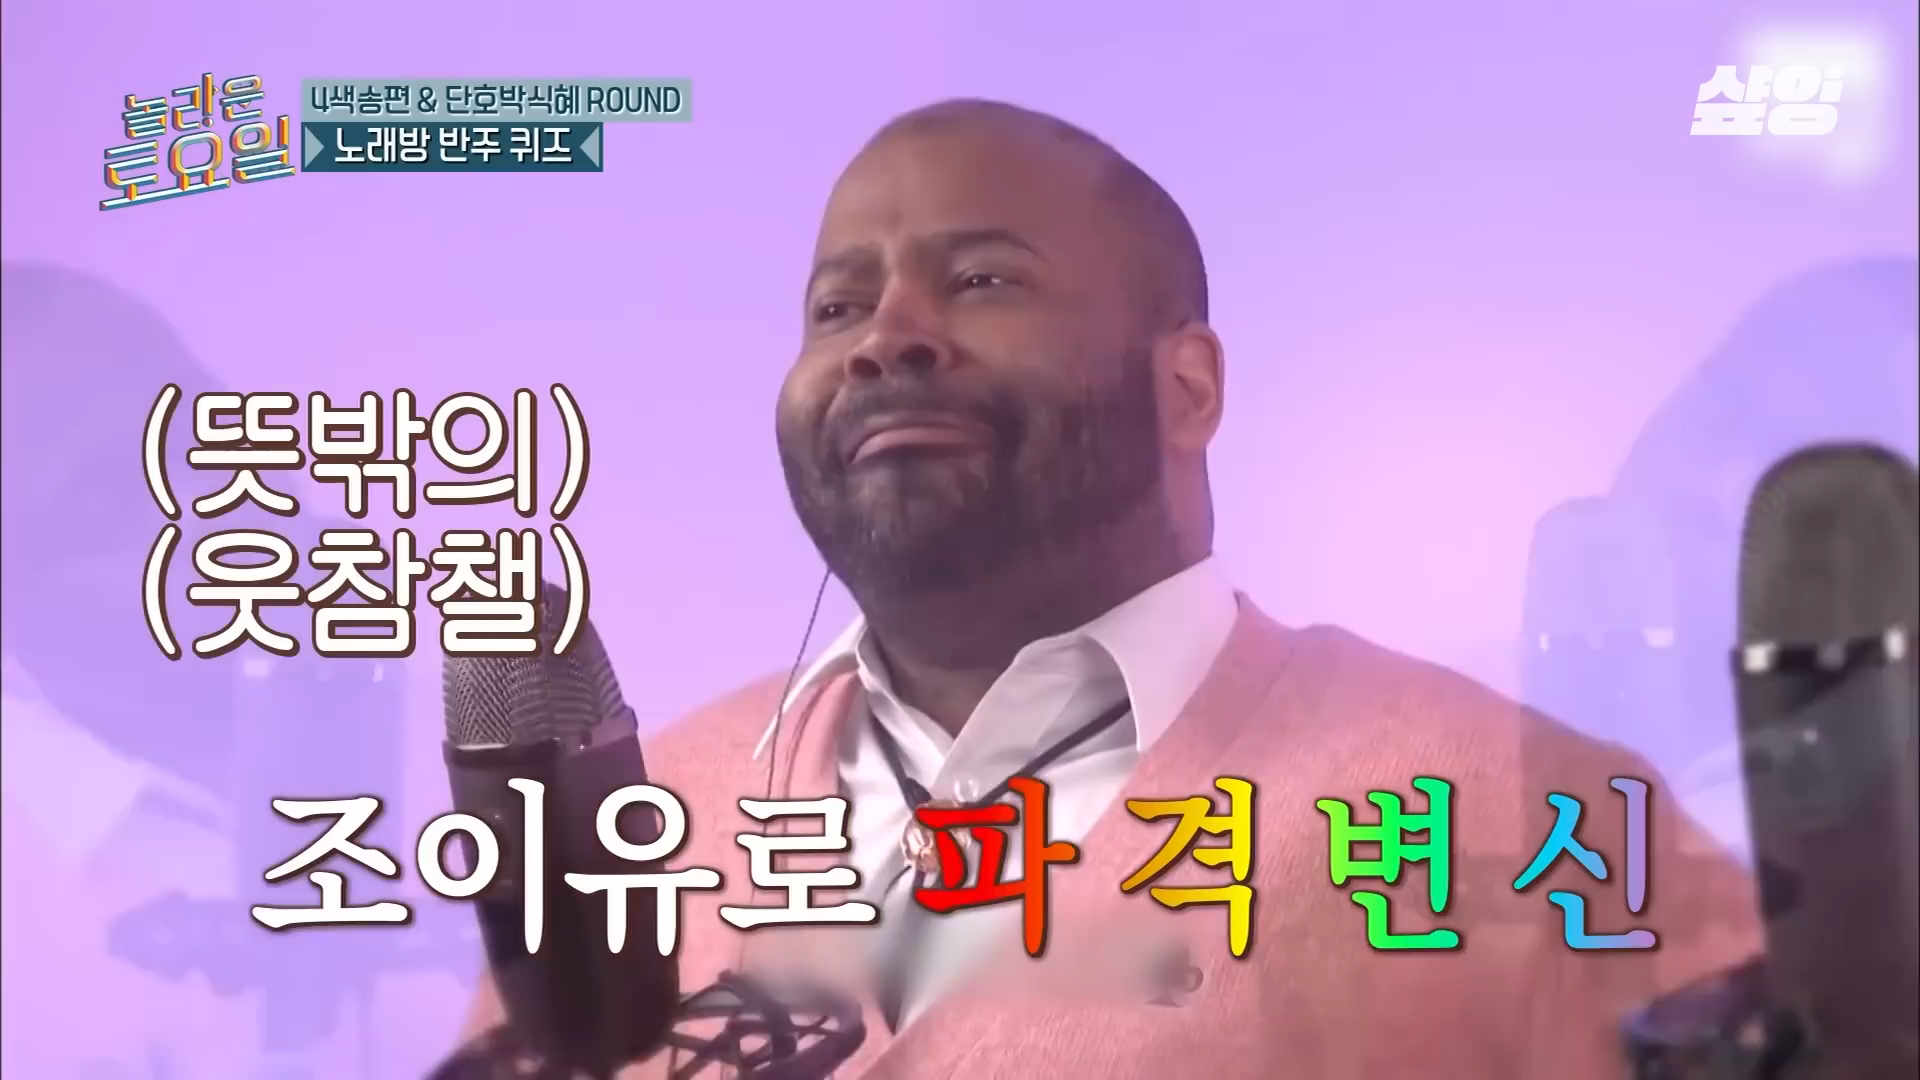 놀라운
토요일
4색송편 & 단호박식혜 ROUND
노래방 반주 퀴즈
샾잉
(뜻밖의)
(웃참챌)
조이유로 파격변신